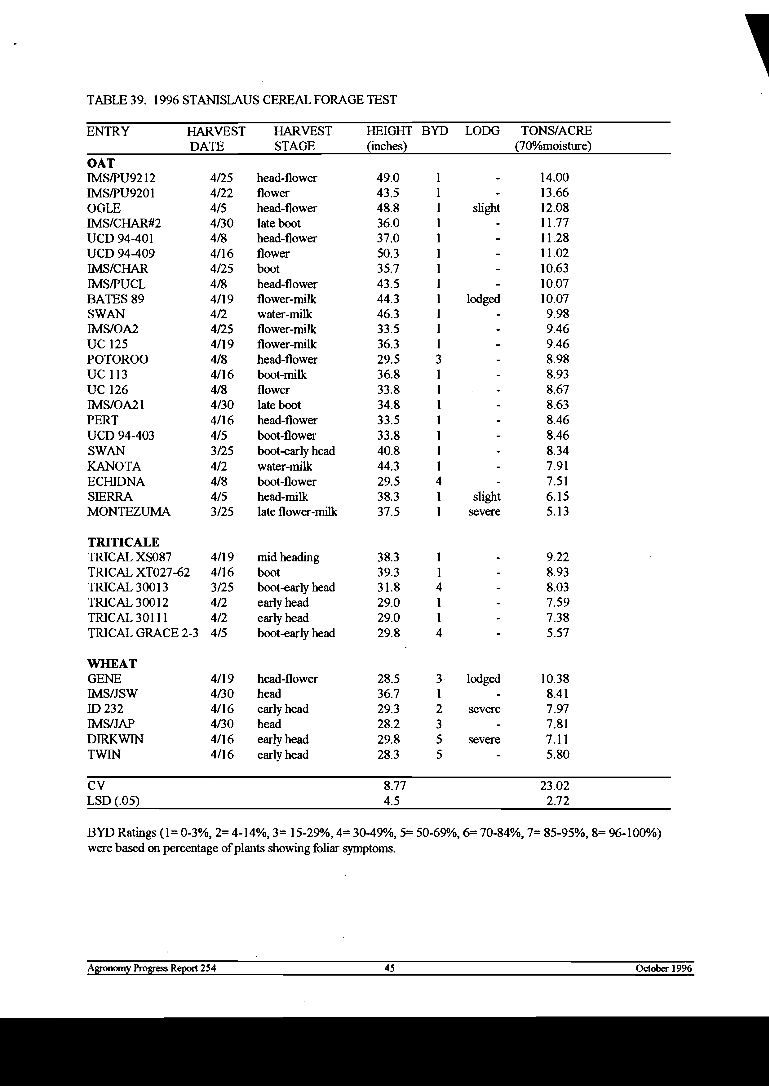 TABLE 39. 1996 STANISLAUS CEREAL FORAGE TEST
ENTRY HARVEST HARVEST HEIGHT BYD LODG TONS/ACRE
DATE STAGE (inches) (70%moisture)
OAT
IMS/PU9212 4/25 head-flower 49.0 1 - 14.00
IMS/PU9201 4/22 flower 43.5 1 - 13.66
OGLE 4/5 head-flower 48.8 1 slight 12.08
IMS/CHAR#2 4/30 late boot 36.0 1 - 11.77
UCD 94-401 4/8 head-flower 37.0 1 - 11.28
UCD 94-409 4/16 flower 50.3 1 - 11.02
IMS/CHAR 4/25 boot 35.7 1 - 10.63
IMS/PUCL 4/8 head-flower 43.5 1 - 10.07
BATES 89 4/19 flower-milk 44.3 1 lodged 10.07
SWAN 4/2 water-milk 46.3 1 - 9.98
IMS/OA2 4/25 flower-milk 33.5 1 - 9.46
UC 125 4/19 flower-milk 36.3 1 - 9.46
POTOROO 4/8 head-flower 29.5 3 - 8.98
UC 113 4/16 boot-milk 36.8 1 - 8.93
UC 126 4/8 flower 33.8 1 - 8.67
IMS/OA21 4/30 late boot 34.8 1 - 8.63
PERT 4/16 head-flower 33.5 1 - 8.46
UCD 94-403 4/5 boot-flower 33.8 1 - 8.46
SWAN 3/25 boot-early head 40.8 1 - 8.34
KANOTA 4/2 water-milk 44.3 1 - 7.91
ECHIDNA 4/8 boot-flower 29.5 4 - 7.51
SIERRA 4/5 head-milk 38.3 1 slight 6.15
MONTEZUMA 3/25 late flower-milk 37.5 1 severe 5.13
TRITICALE
TRICAL XS087 4/19 mid heading 38.3 1 - 9.22
TRICAL XT027-62 4/16 boot 39.3 1 - 8.93
TRICAL 30013 3/25 boot-early head 31.8 4 - 8.03
TRICAL 30012 4/2 early head 29.0 1 - 7.59
TRICAL 30111 4/2 early head 29.0 1 - 7.38
TRICAL GRACE 2-3 4/5 boot-early head 29.8 4 - 5.57
WHEAT
GENE 4/19 head-flower 28.5 3 lodged 10.38
IMS/JSW 4/30 head 36.7 1 - 8.41
ID 232 4/16 early head 29.3 2 severe 7.97
IMS/JAP 4/30 head 28.2 3 - 7.81
DIRKWIN 4/16 early head 29.8 5 severe 7.11
TWIN 4/16 early head 28.3 5 - 5.80
CV 8.77 23.02
LSD (.05) 4.5 2.72
BYD Ratings (1= 0-3%, 2= 4-14%, 3= 15-29%, 4= 30-49%, 5= 50-69%, 6= 70-84%, 7= 85-95%, 8= 96-100%)
were based on percentage of plants showing foliar symptoms.
Agronomy Progress Report 254 45 October 1996